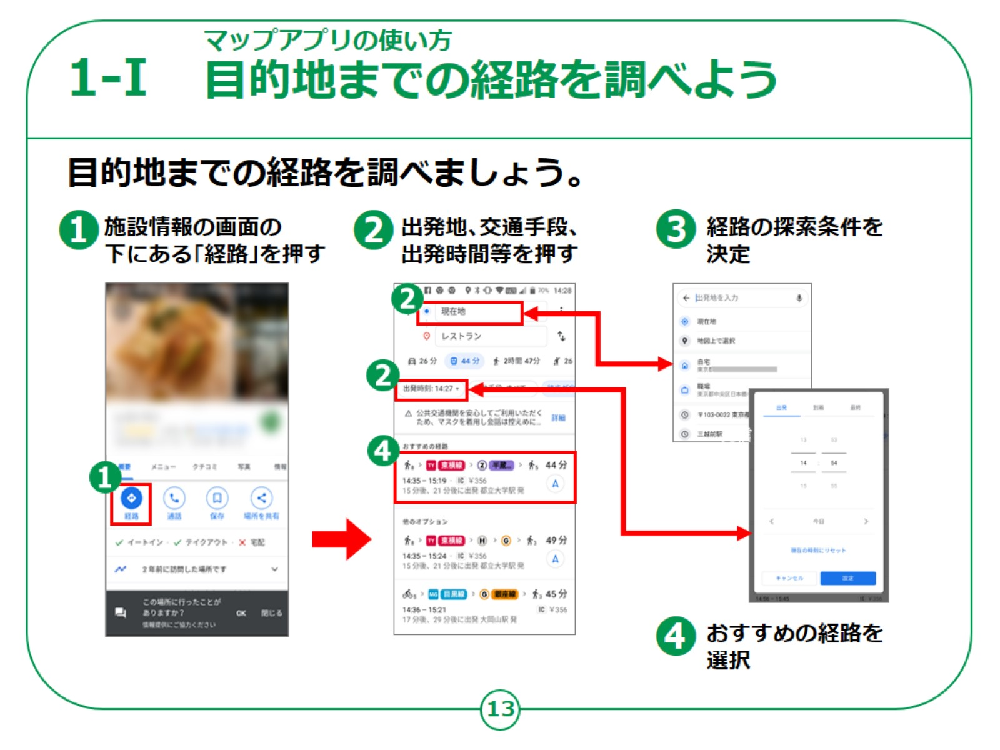 マップアプリの使い方
1-I 目的地までの経路を調べよう
目的地までの経路を調べましょう。
1 施設情報の画面の
下にある｢経路｣を押す
2 出発地、交通手段、
出発時間等を押す
3 経路の探索条件を
決定
1
概要 メニュー クチコミ 写真 情報
経路 通話 保存 場所を共有
イートイン · テイクアウト · 宅配
2 年前に訪問した場所です
この場所に行ったことが
ありますか？
情報提供にご協力ください
OK 閉じる
2
70% 14:28
現在地
レストラン
26 分 44 分 2時間 47分 26
2
出発時刻: 14:27
公共交通機関を安心してご利用いただく
ため、マスクを着用し会話は控えめに...
詳細
4
おすすめの経路
8 > TY 東横線 > Z 半蔵... > 5 44 分
14:35 – 15:19 · IC ¥356
15 分後、21 分後に出発 都立大学駅 発
他のオプション
8 > TY 東横線 > H > G > 3 49 分
14:35 – 15:24 · IC ¥356
15 分後、21 分後に出発 都立大学駅 発
5 > MG 目黒線 > G 銀座線 > 3 45 分
14:36 – 15:21 IC ¥356
17 分後、29 分後に出発 大岡山駅 発
出発地を入力
現在地
地図上で選択
自宅
東京都
職場
東京都中央区日本橋
〒103-0022 東京都
三越前駅
出発 到着 最終
13 53
14 : 54
15 55
< 今日 >
現在の時刻にリセット
キャンセル 設定
14:56 – 15:45 IC ¥356
4 おすすめの経路を
選択
13